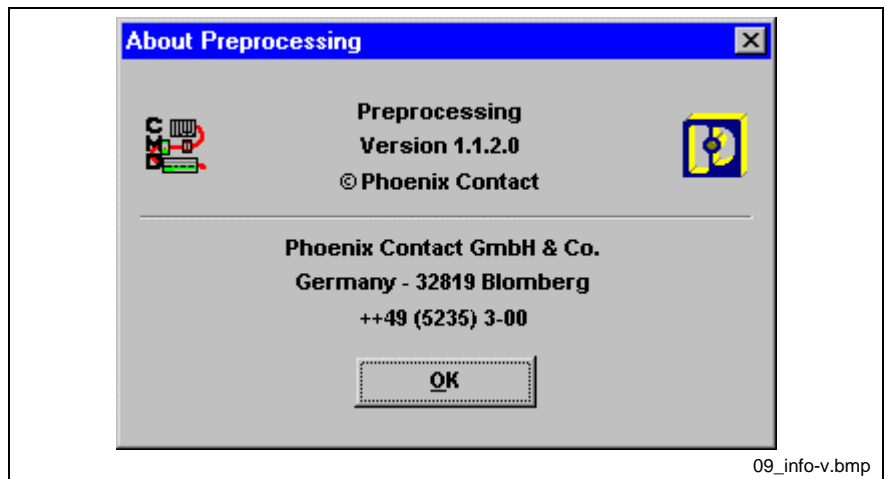 About Preprocessing
C
M
D
Preprocessing
Version 1.1.2.0
© Phoenix Contact
Phoenix Contact GmbH & Co.
Germany - 32819 Blomberg
++49 (5235) 3-00
OK
09_info-v.bmp